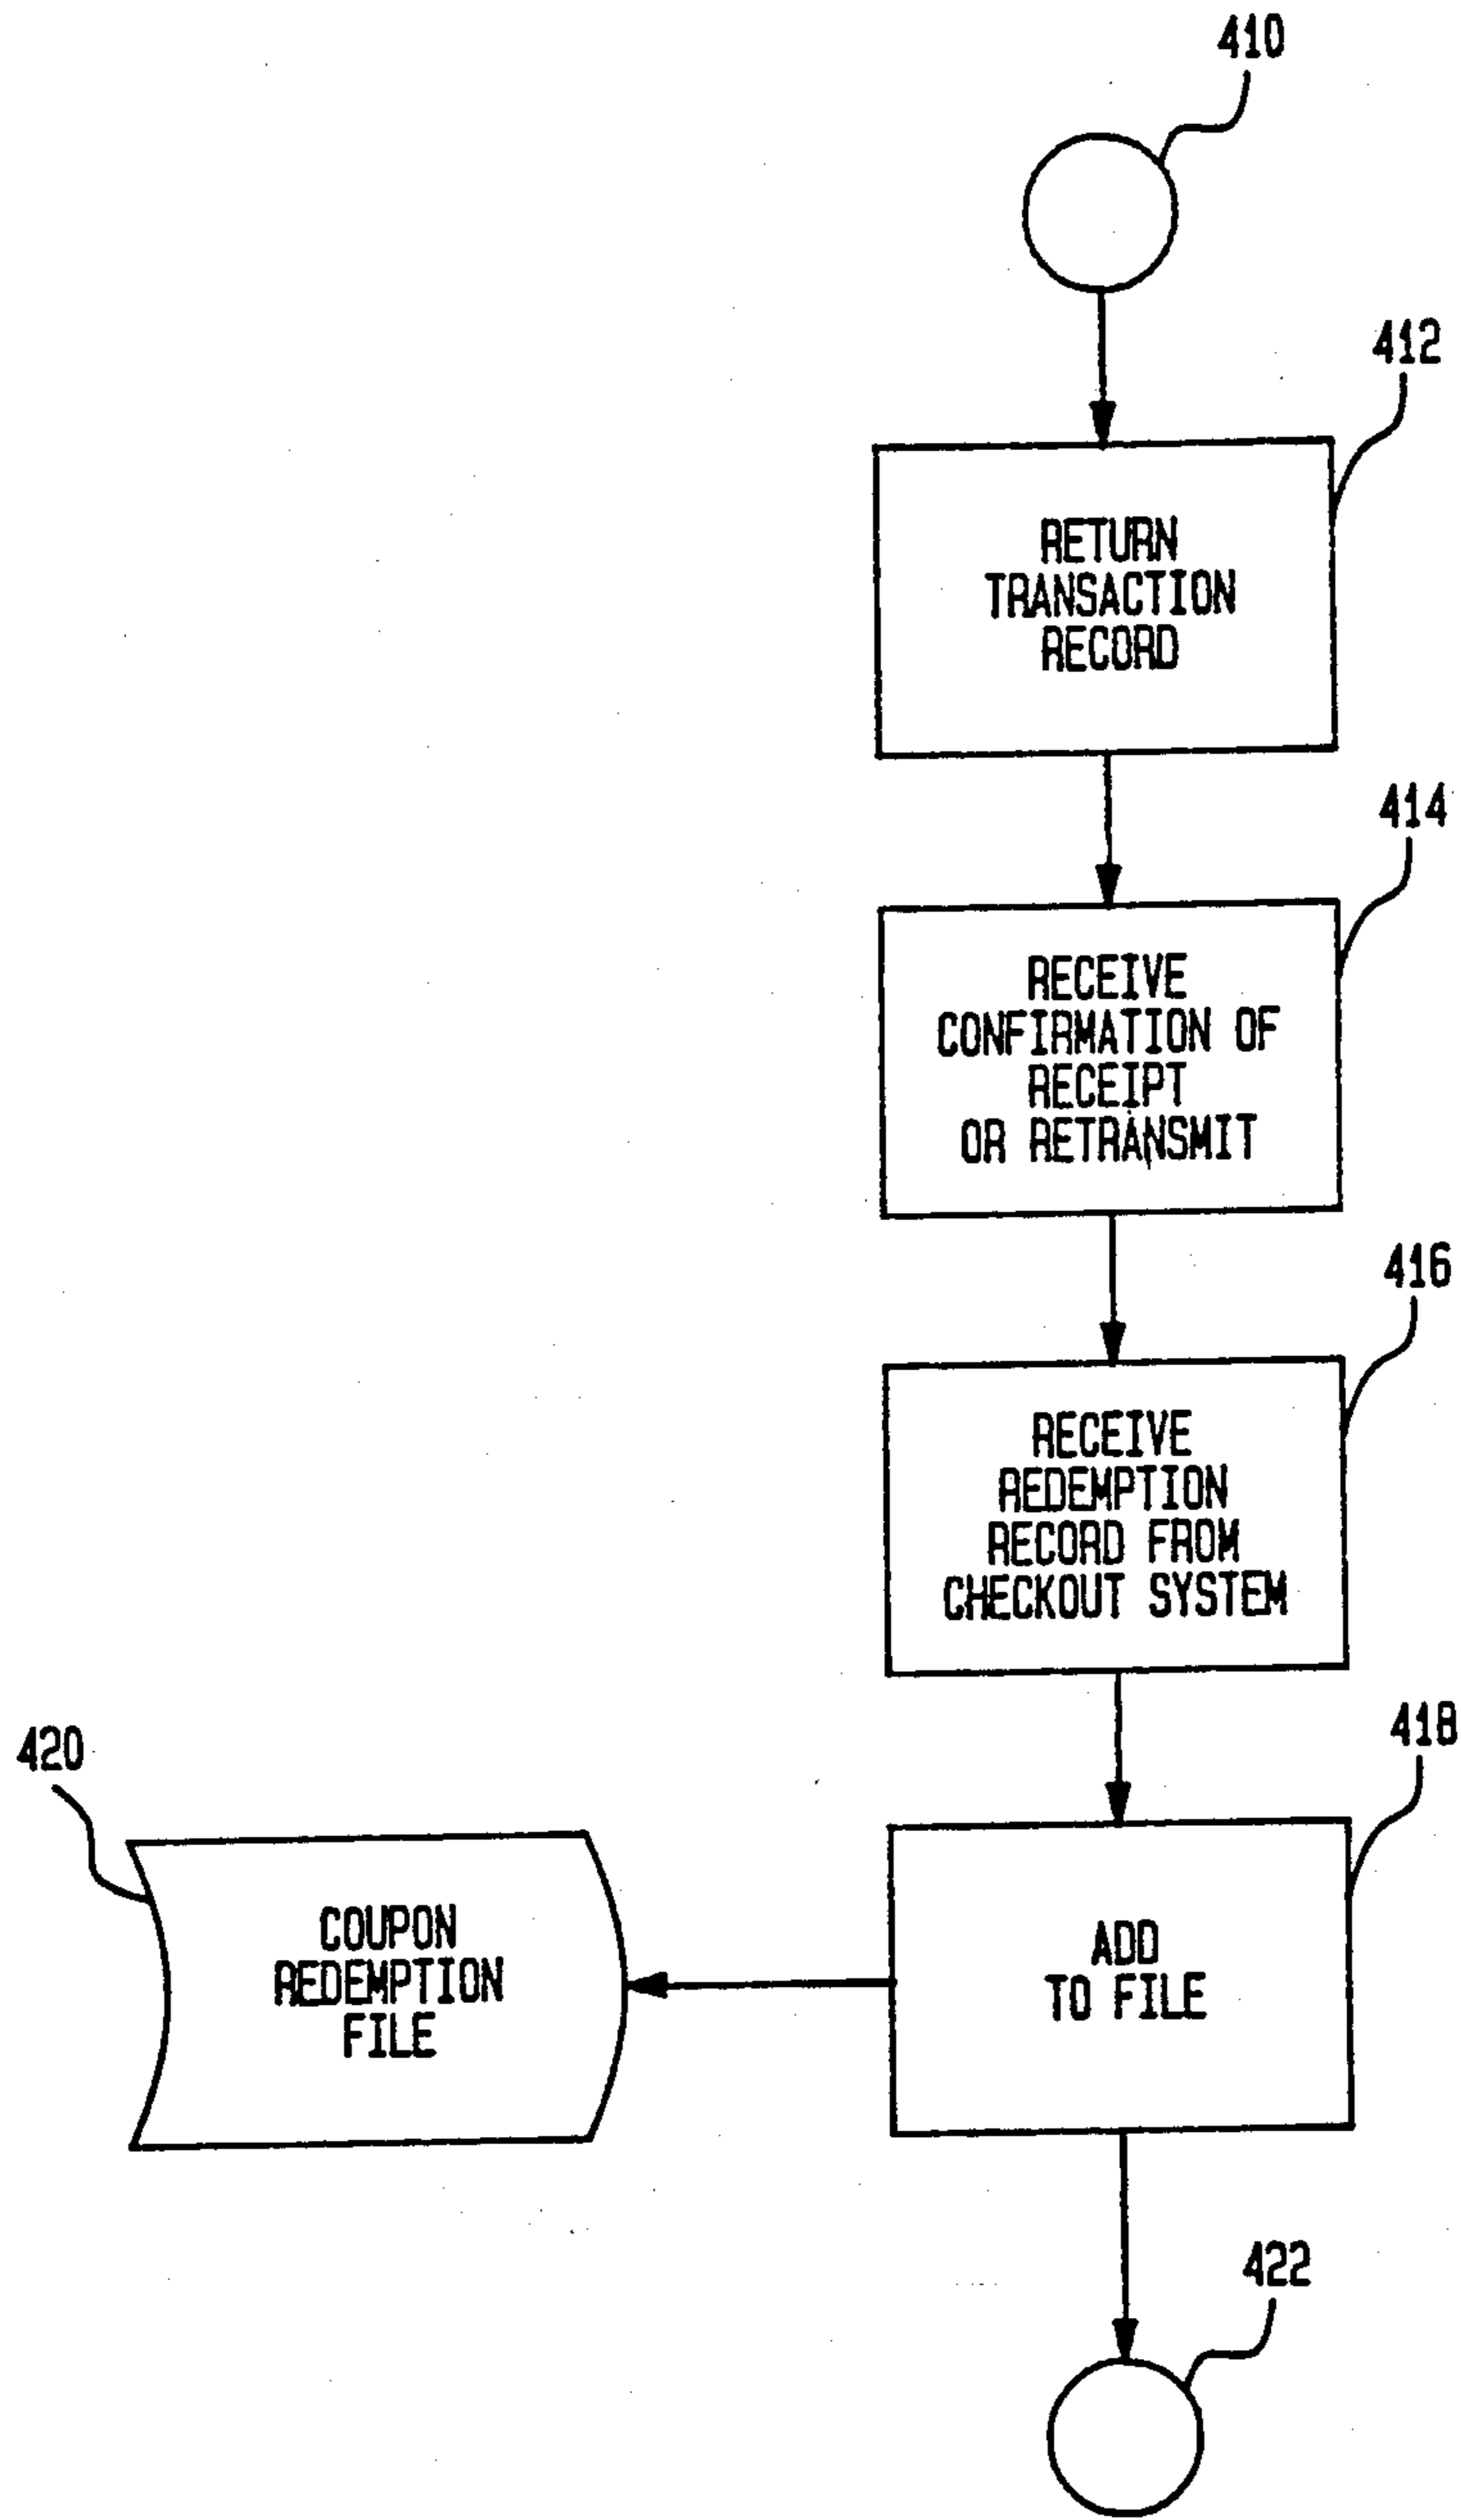 410
412
RETURN
TRANSACTION
RECORD
414
RECEIVE
CONFIRMATION OF
RECEIPT
OR RETRANSMIT
416
RECEIVE
REDEMPTION
RECORD FROM
CHECKOUT SYSTEM
418
420
COUPON
REDEMPTION
FILE
ADD
TO FILE
422